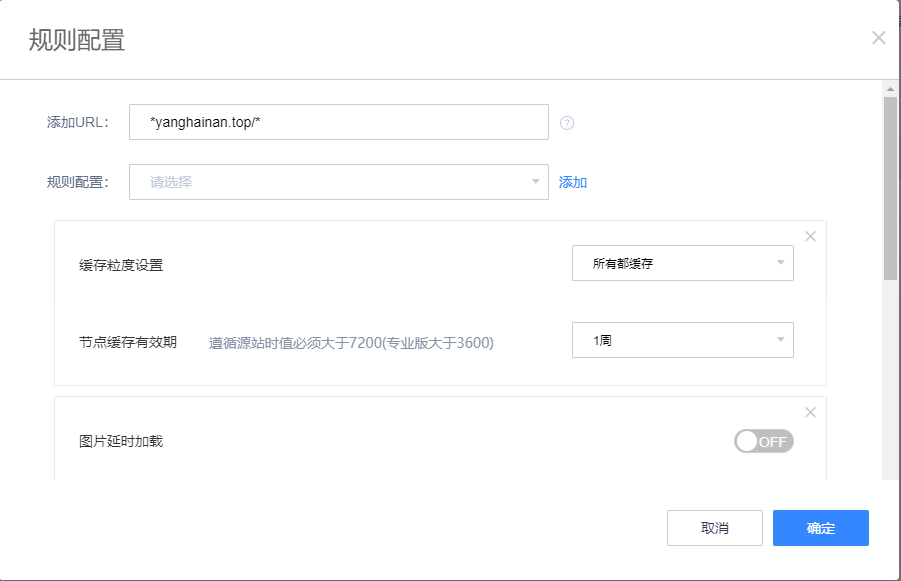 规则配置
添加URL:
*yanghainan.top/*
规则配置:
请选择
添加
缓存粒度设置
所有都缓存
节点缓存有效期
遵循源站时值必须大于7200(专业版大于3600)
1周
图片延时加载
OFF
取消
确定